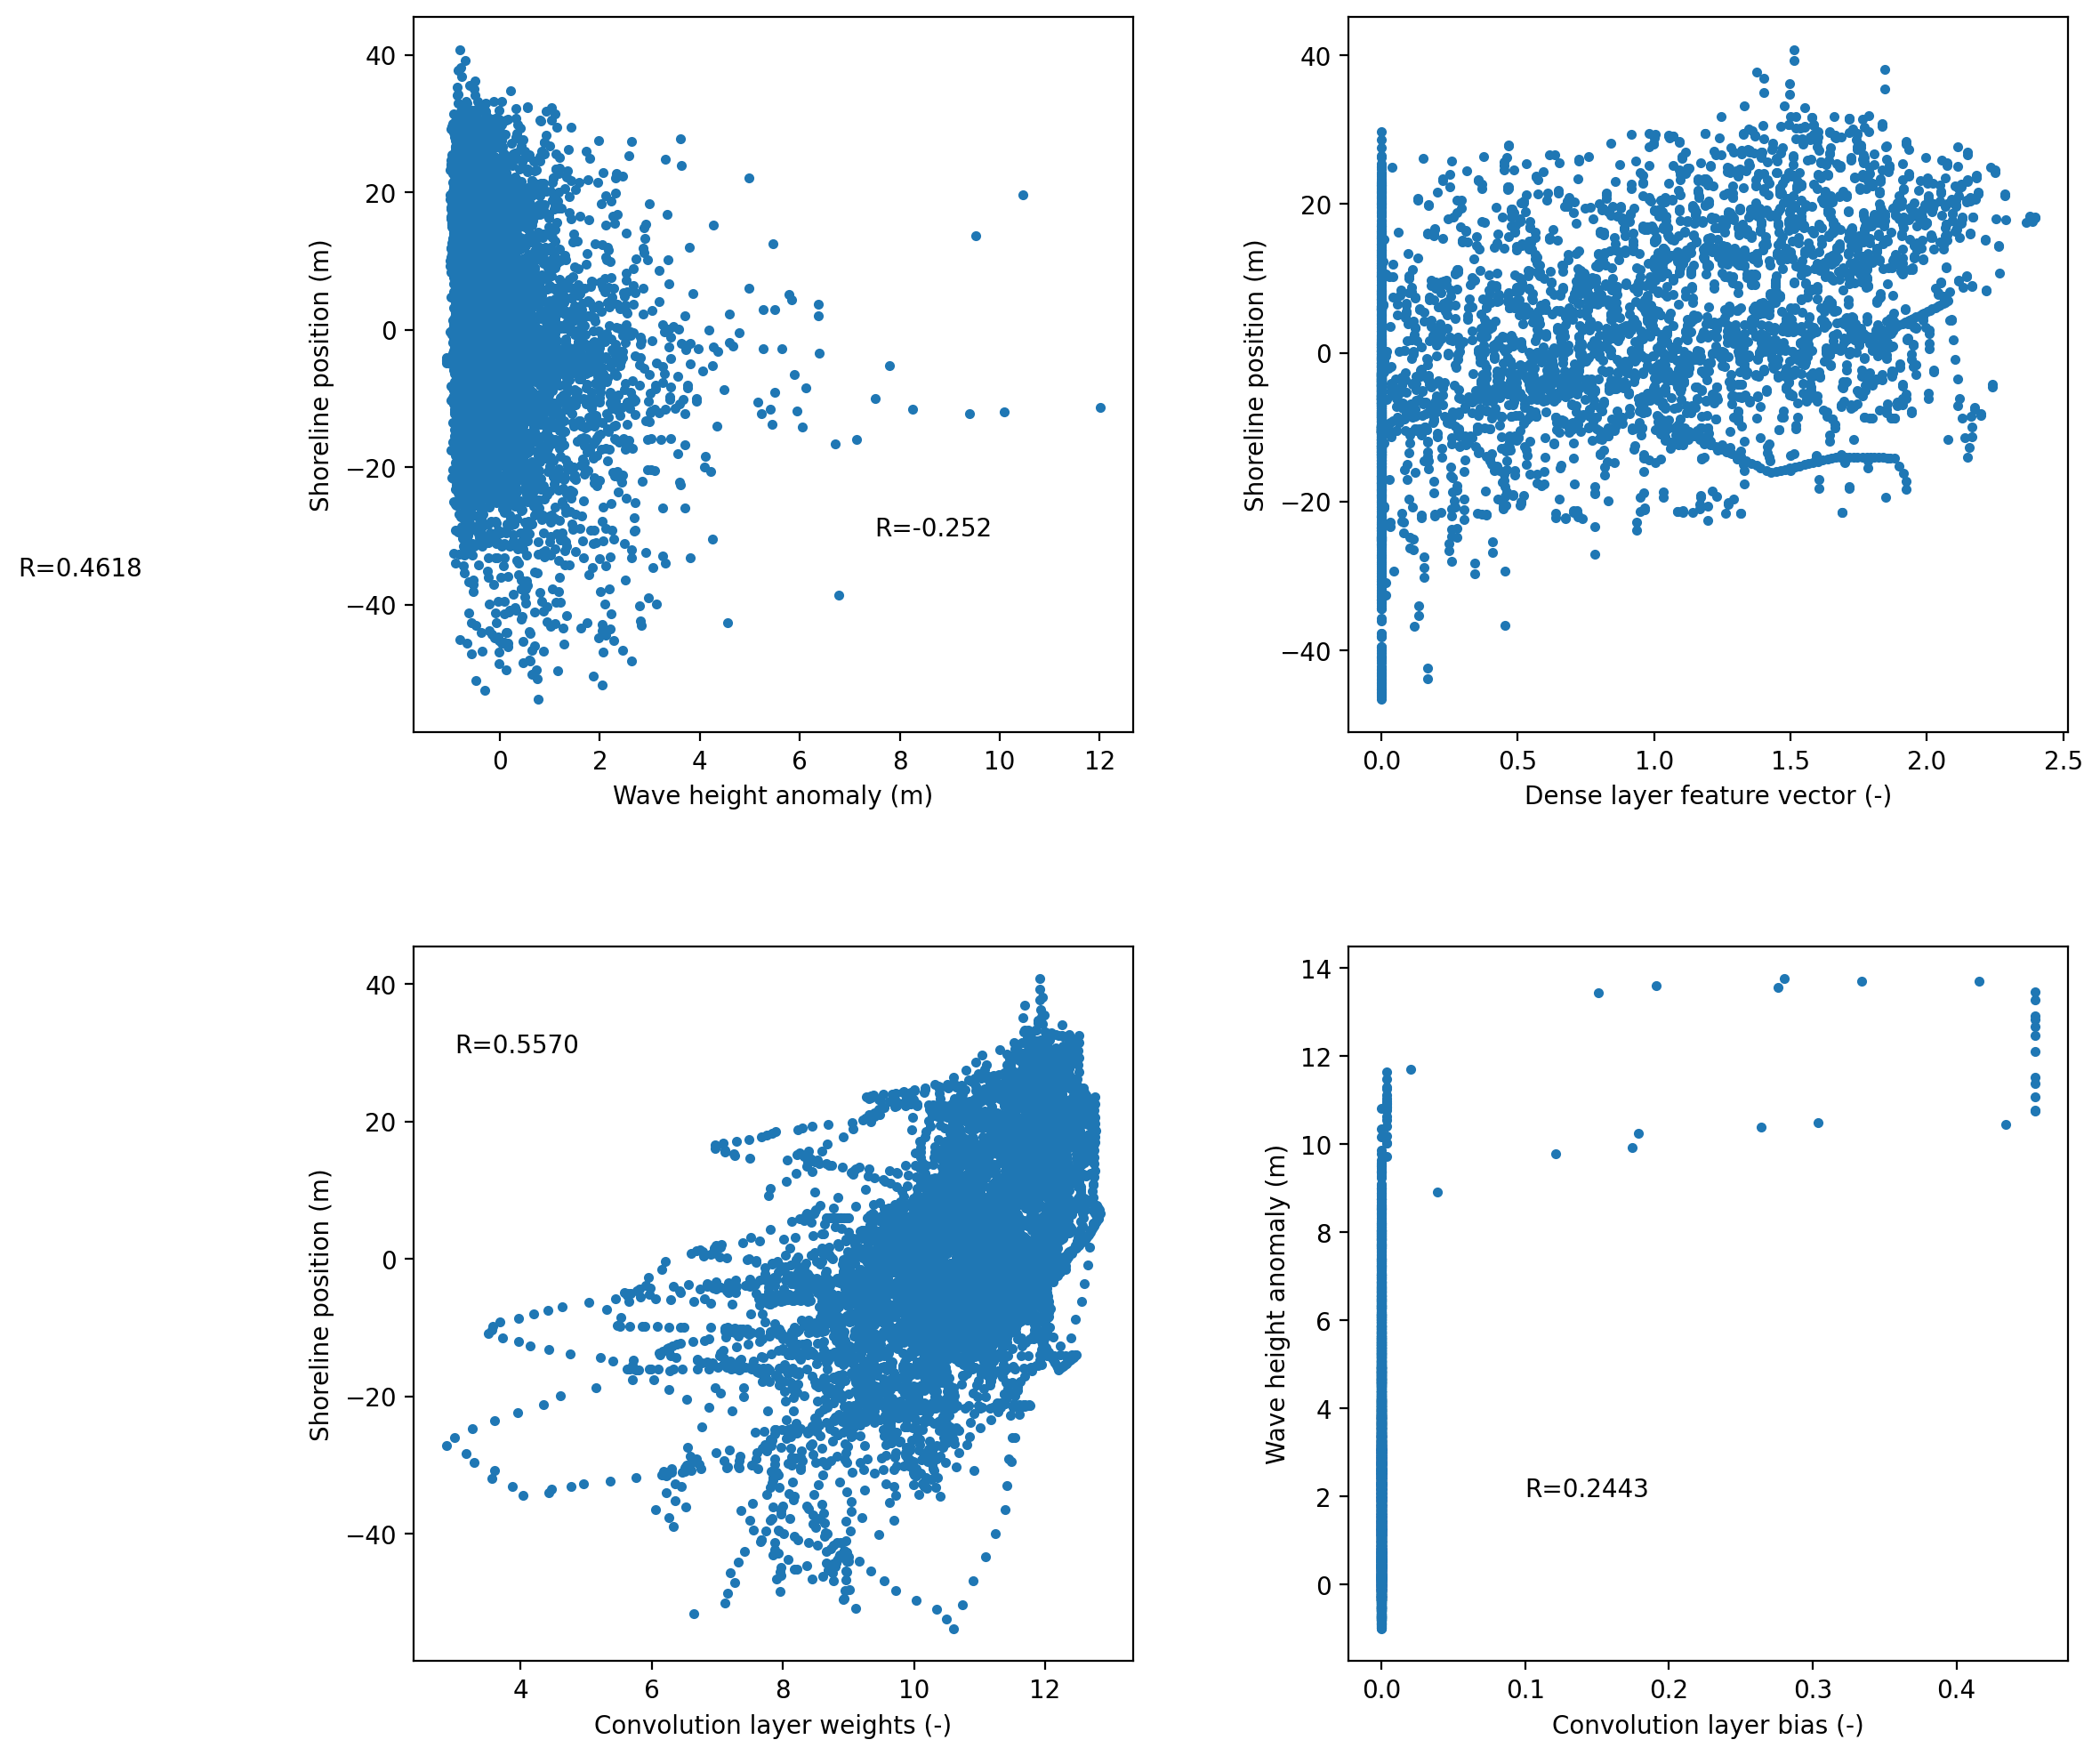 40
20
0
−20
−40
Shoreline position (m)
R=-0.252
R=0.4618
0 2 4 6 8 10 12
Wave height anomaly (m)
40
20
0
−20
−40
Shoreline position (m)
0.0 0.5 1.0 1.5 2.0 2.5
Dense layer feature vector (-)
40
20
0
−20
−40
Shoreline position (m)
R=0.5570
4 6 8 10 12
Convolution layer weights (-)
14
12
10
8
6
4
2
0
Wave height anomaly (m)
R=0.2443
0.0 0.1 0.2 0.3 0.4
Convolution layer bias (-)